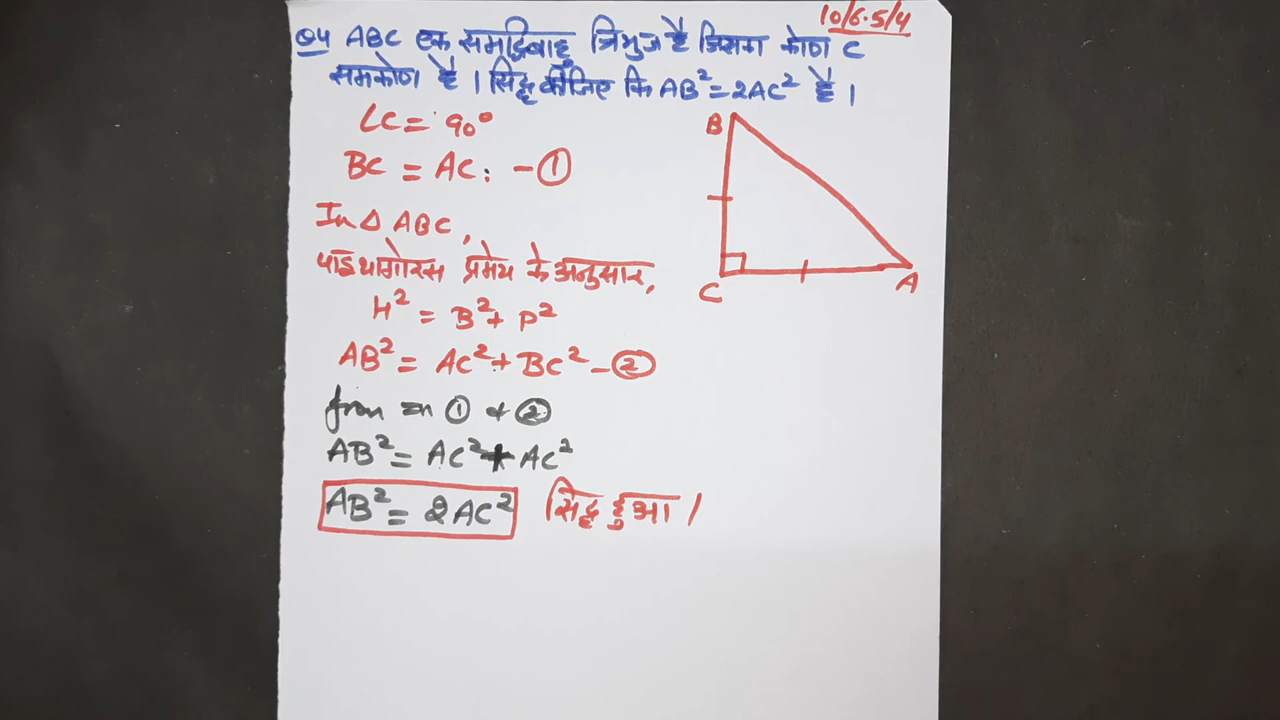 10/6.5/4
Q4 ABC एक समद्विबाहु त्रिभुज है जिसका कोण C
समकोण है । सिद्ध कीजिए कि AB² = 2AC² है ।
∠C = 90°
BC = AC: - ①
In △ ABC,
पाइथागोरस प्रमेय के अनुसार,
H² = B² + P²
AB² = AC² + BC² - ②
from ① & ②
AB² = AC² + AC²
AB² = 2AC² सिद्ध हुआ ।
B
C
A